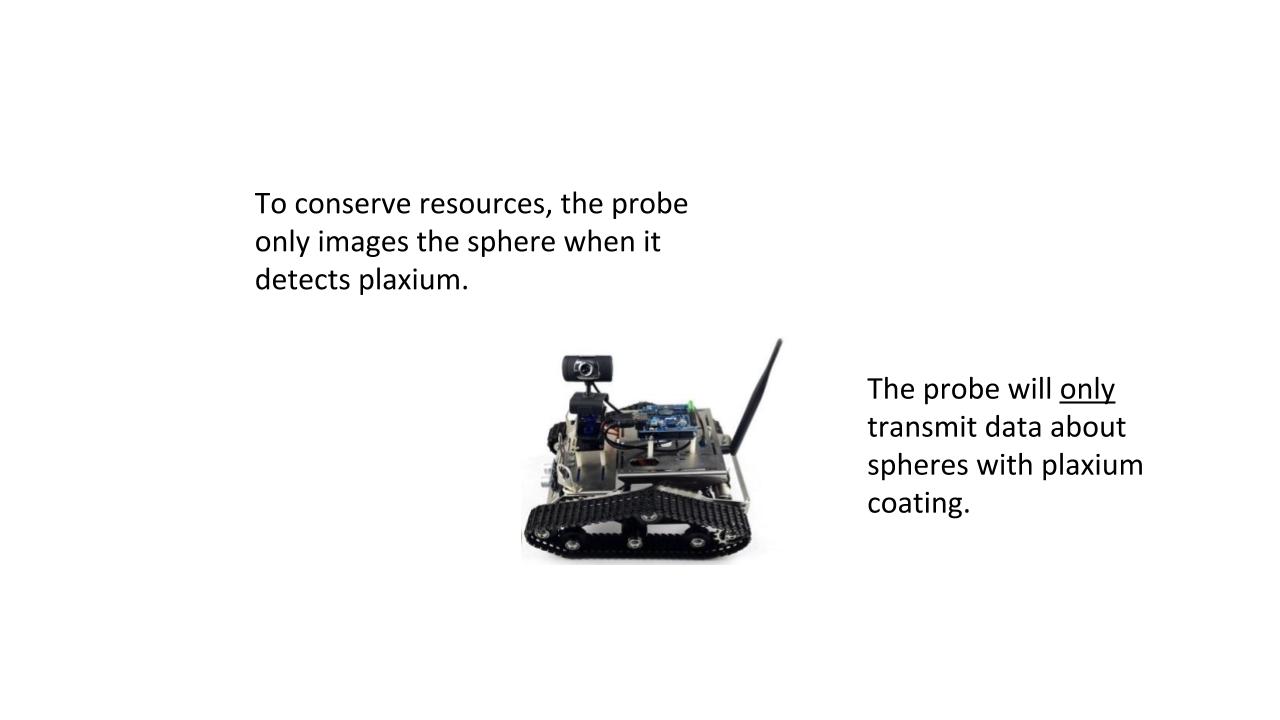 To conserve resources, the probe
only images the sphere when it
detects plaxium.
The probe will only
transmit data about
spheres with plaxium
coating.